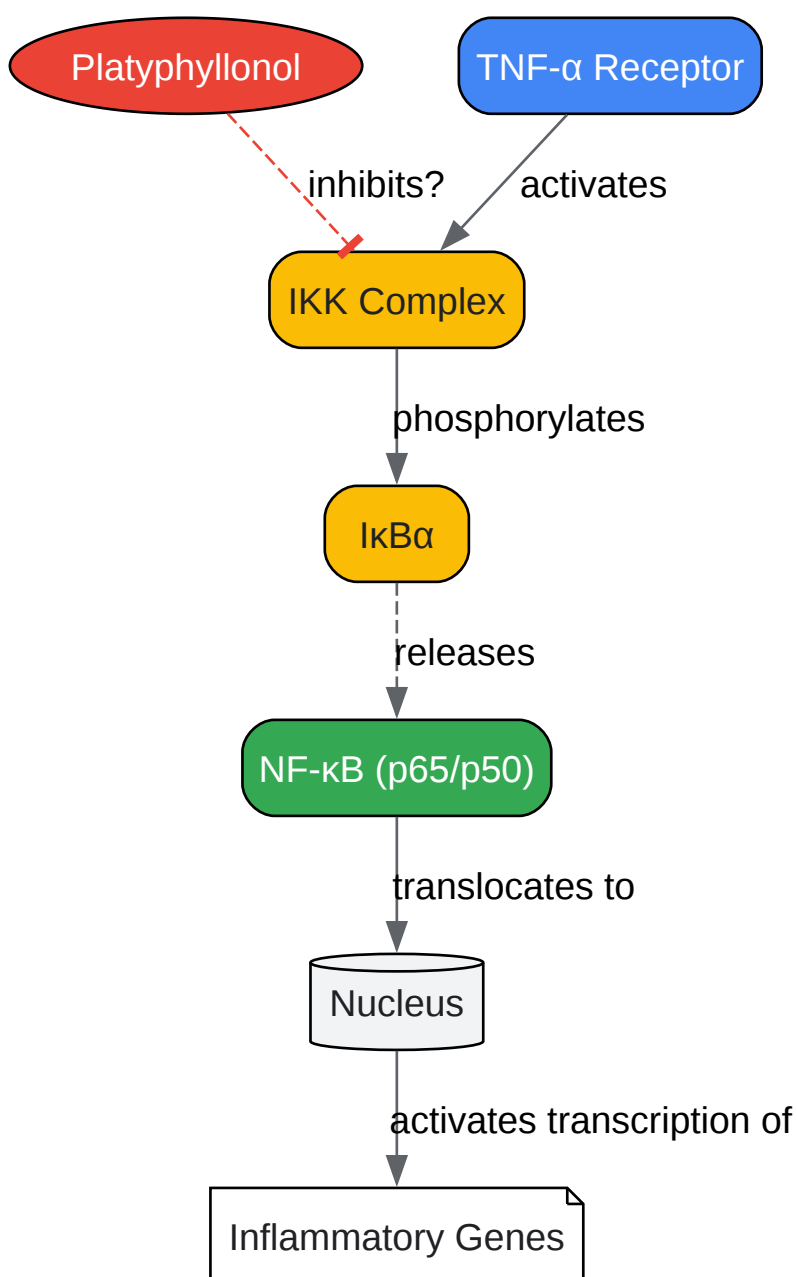 Platyphyllonol
TNF-α Receptor
inhibits?
activates
IKK Complex
phosphorylates
IκBα
releases
NF-κB (p65/p50)
translocates to
Nucleus
activates transcription of
Inflammatory Genes